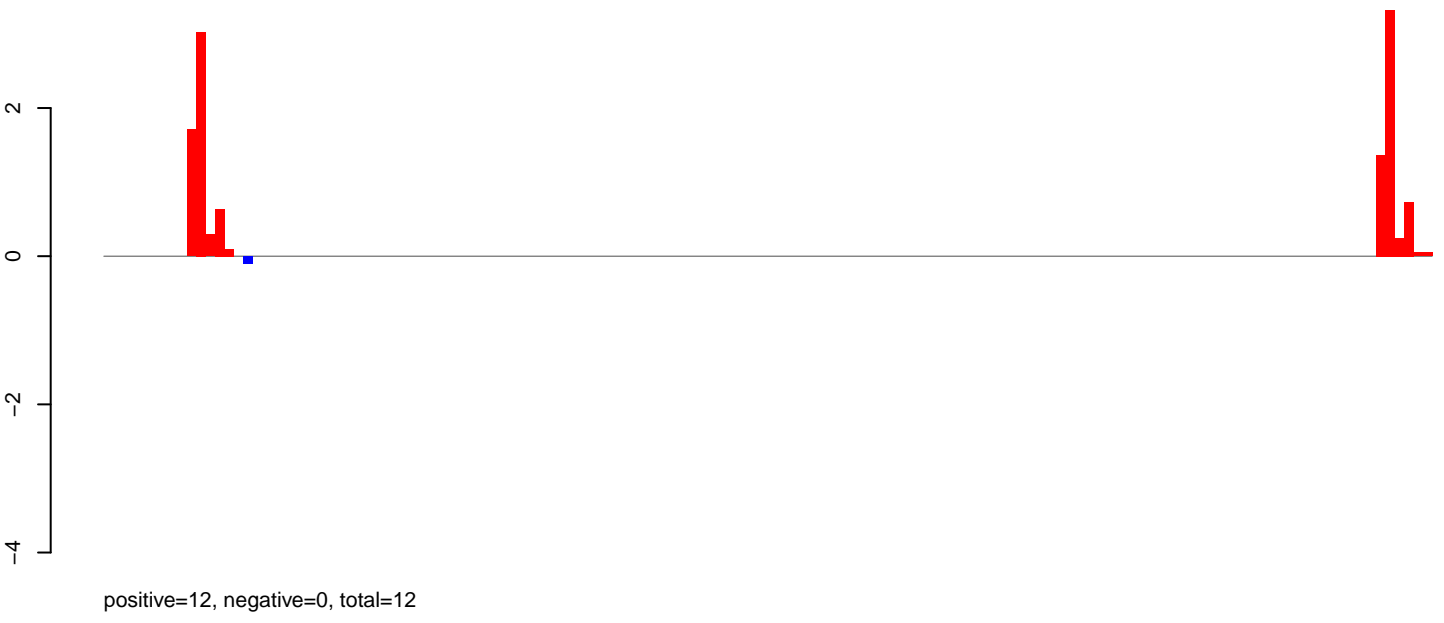 2
0
−2
−4
positive=12, negative=0, total=12